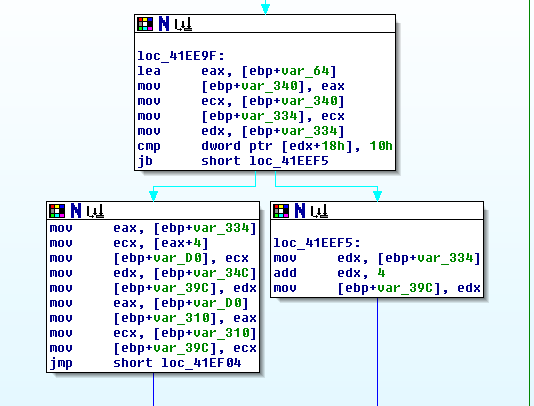 loc_41EE9F:
lea eax, [ebp+var_64]
mov [ebp+var_340], eax
mov ecx, [ebp+var_340]
mov [ebp+var_334], ecx
mov edx, [ebp+var_334]
cmp dword ptr [edx+18h], 10h
jb short loc_41EEF5
mov eax, [ebp+var_334]
mov ecx, [eax+4]
mov [ebp+var_D0], ecx
mov edx, [ebp+var_34C]
mov [ebp+var_39C], edx
mov eax, [ebp+var_D0]
mov [ebp+var_310], eax
mov ecx, [ebp+var_310]
mov [ebp+var_39C], ecx
jmp short loc_41EF04
loc_41EEF5:
mov edx, [ebp+var_334]
add edx, 4
mov [ebp+var_39C], edx